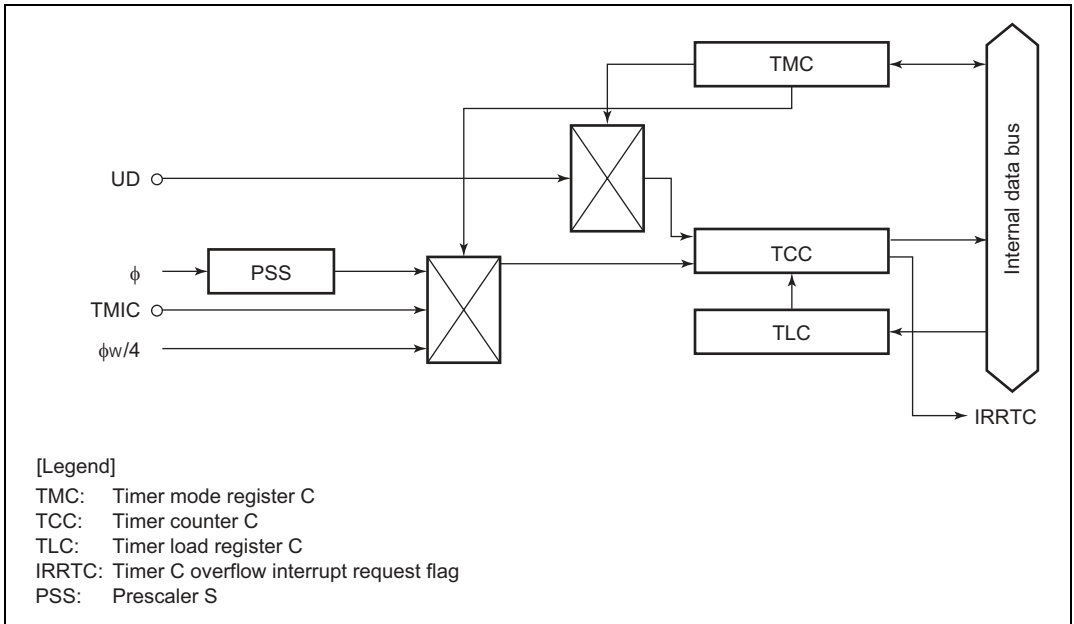 TMC
UD
TCC
Internal data bus
ϕ
PSS
TMIC
TLC
ϕW/4
IRRTC
[Legend]
TMC: Timer mode register C
TCC: Timer counter C
TLC: Timer load register C
IRRTC: Timer C overflow interrupt request flag
PSS: Prescaler S